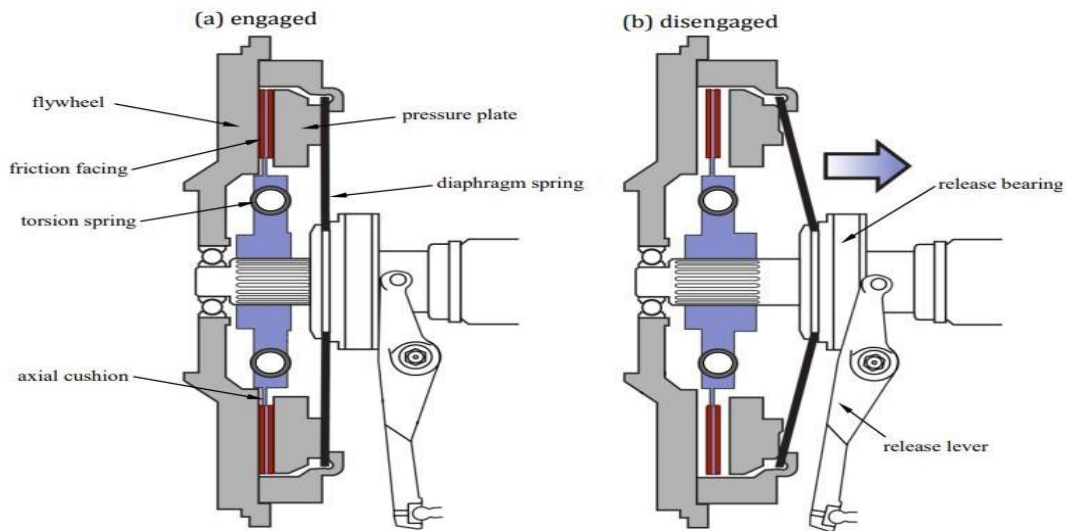 (a) engaged
(b) disengaged
flywheel
friction facing
torsion spring
axial cushion
pressure plate
diaphragm spring
release bearing
release lever